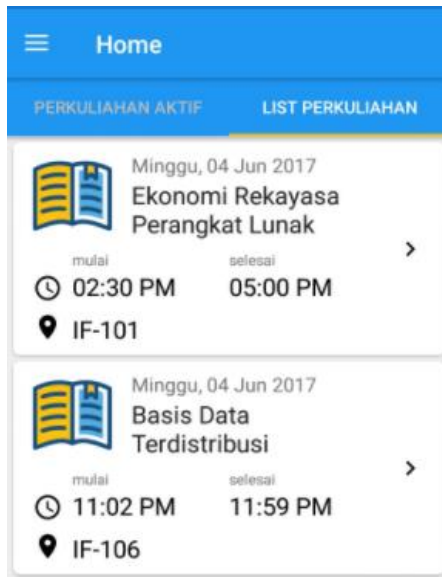 Home
PERKULIAHAN AKTIF LIST PERKULIAHAN
Minggu, 04 Jun 2017
Ekonomi Rekayasa
Perangkat Lunak
mulai selesai
02:30 PM 05:00 PM
IF-101
Minggu, 04 Jun 2017
Basis Data
Terdistribusi
mulai selesai
11:02 PM 11:59 PM
IF-106